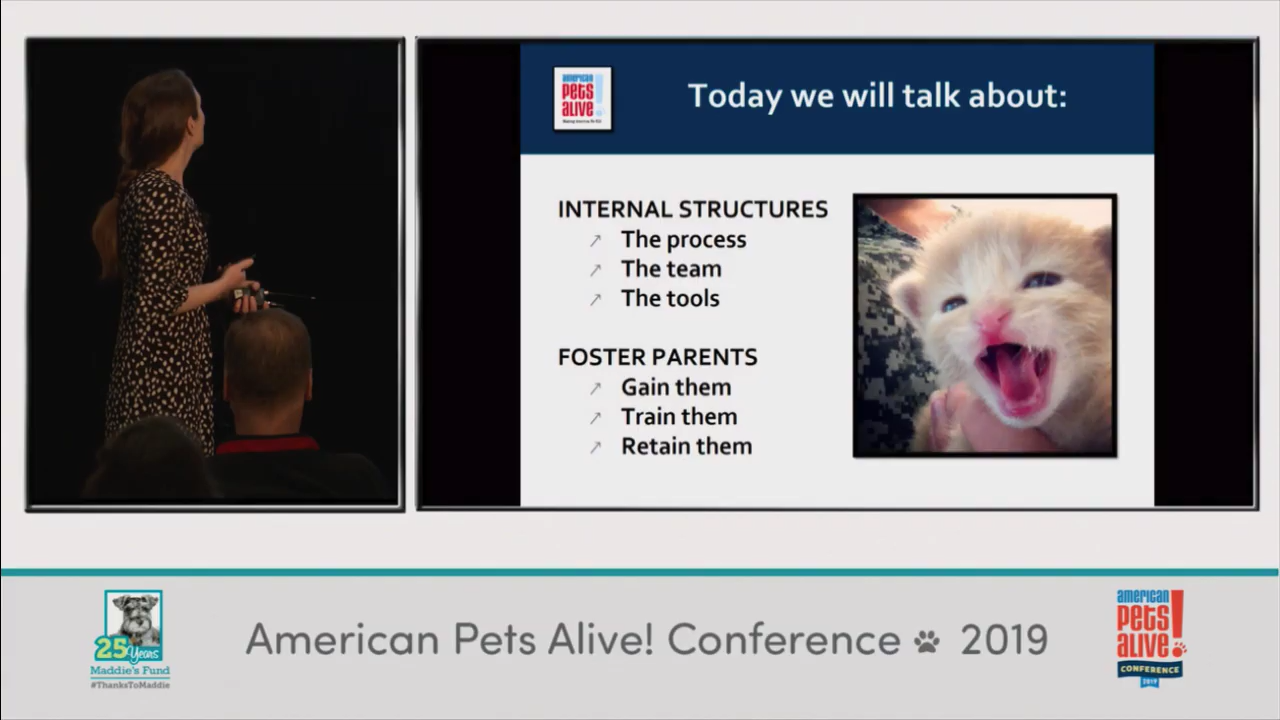 american
PETS
ALIVE!
Today we will talk about:
INTERNAL STRUCTURES
The process
The team
The tools
FOSTER PARENTS
Gain them
Train them
Retain them
25 Years
Maddie's Fund
#ThanksToMaddie
American Pets Alive! Conference 2019
american
PETS
ALIVE!
CONFERENCE
2019